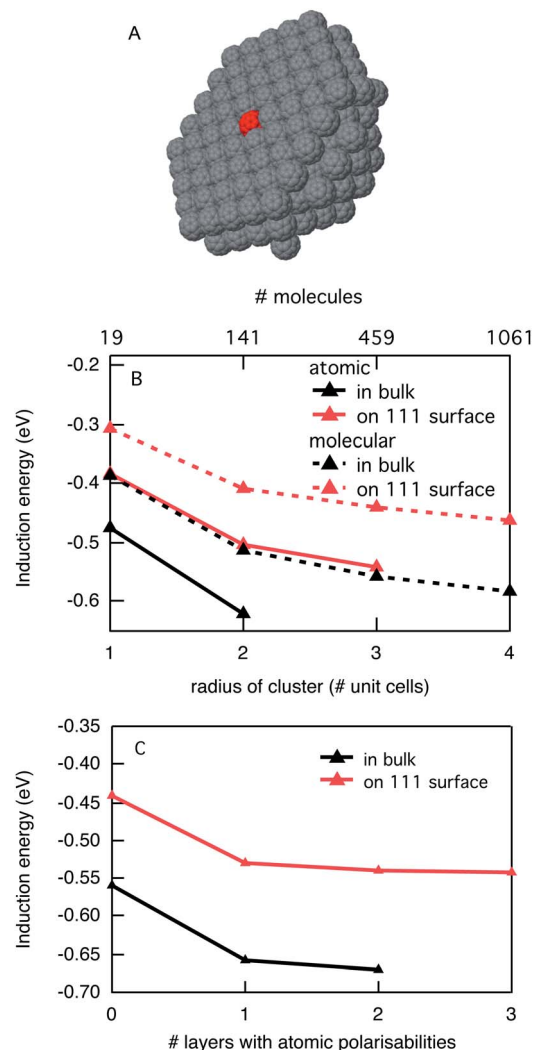 A
# molecules
19 141 459 1061
-0.2
-0.3
-0.4
-0.5
-0.6
Induction energy (eV)
B
atomic
in bulk
on 111 surface
molecular
in bulk
on 111 surface
1 2 3 4
radius of cluster (# unit cells)
-0.35
-0.40
-0.45
-0.50
-0.55
-0.60
-0.65
-0.70
Induction energy (eV)
C
in bulk
on 111 surface
0 1 2 3
# layers with atomic polarisabilities